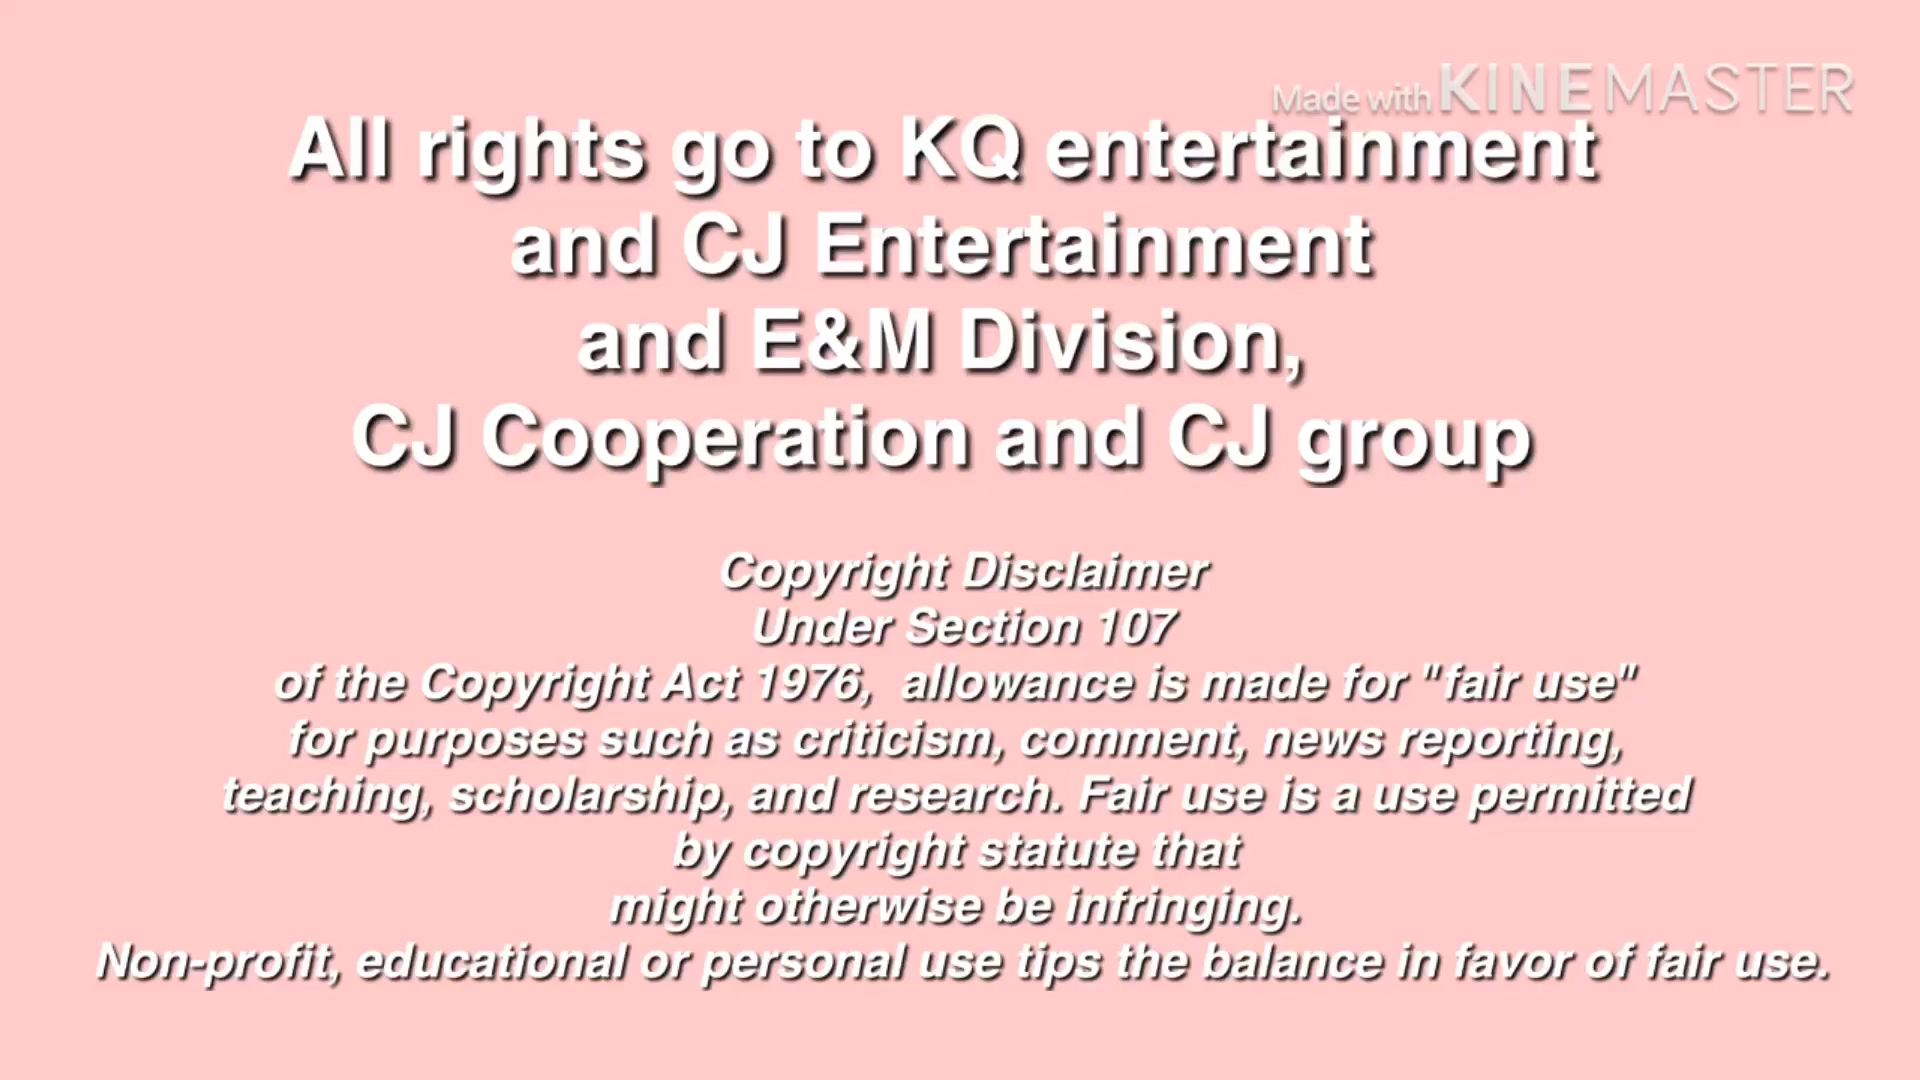 Made with KINEMASTER
All rights go to KQ entertainment
and CJ Entertainment
and E&M Division,
CJ Cooperation and CJ group
Copyright Disclaimer
Under Section 107
of the Copyright Act 1976,  allowance is made for "fair use"
for purposes such as criticism, comment, news reporting,
teaching, scholarship, and research. Fair use is a use permitted
by copyright statute that
might otherwise be infringing.
Non-profit, educational or personal use tips the balance in favor of fair use.